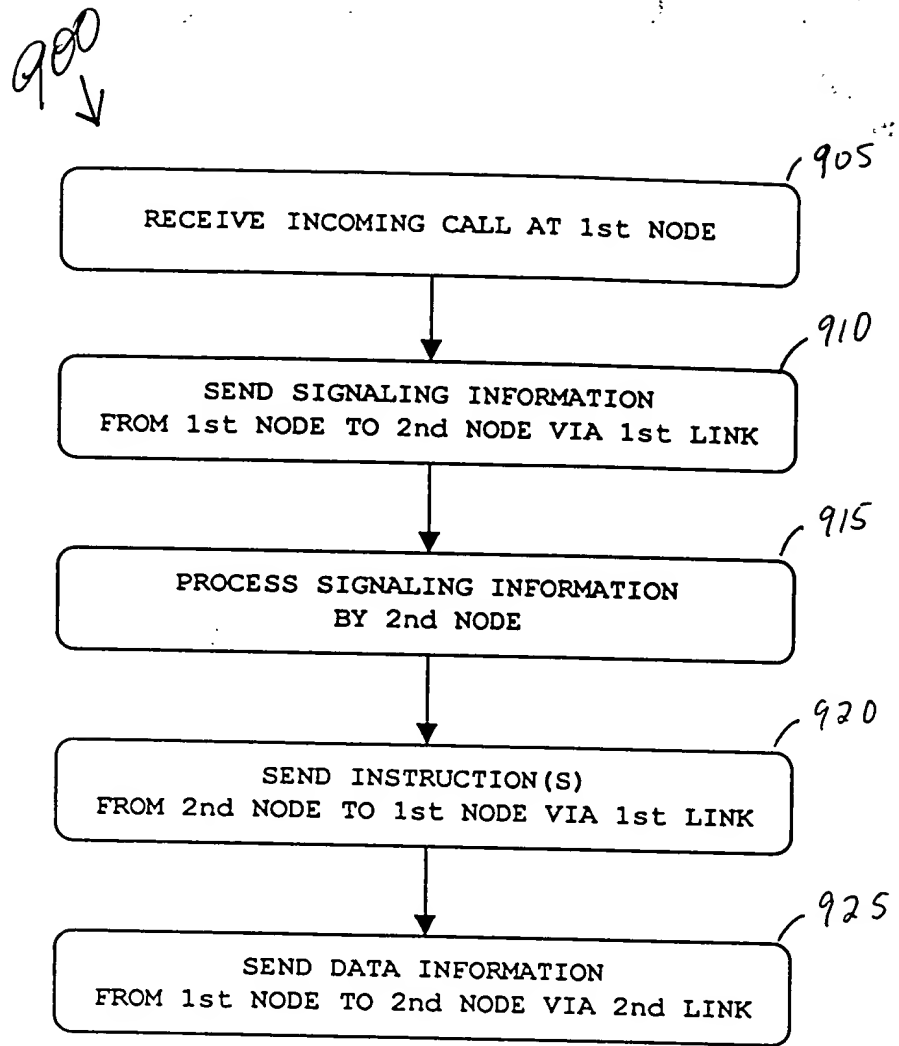 900
905
RECEIVE INCOMING CALL AT 1st NODE
910
SEND SIGNALING INFORMATION
FROM 1st NODE TO 2nd NODE VIA 1st LINK
915
PROCESS SIGNALING INFORMATION
BY 2nd NODE
920
SEND INSTRUCTION(S)
FROM 2nd NODE TO 1st NODE VIA 1st LINK
925
SEND DATA INFORMATION
FROM 1st NODE TO 2nd NODE VIA 2nd LINK